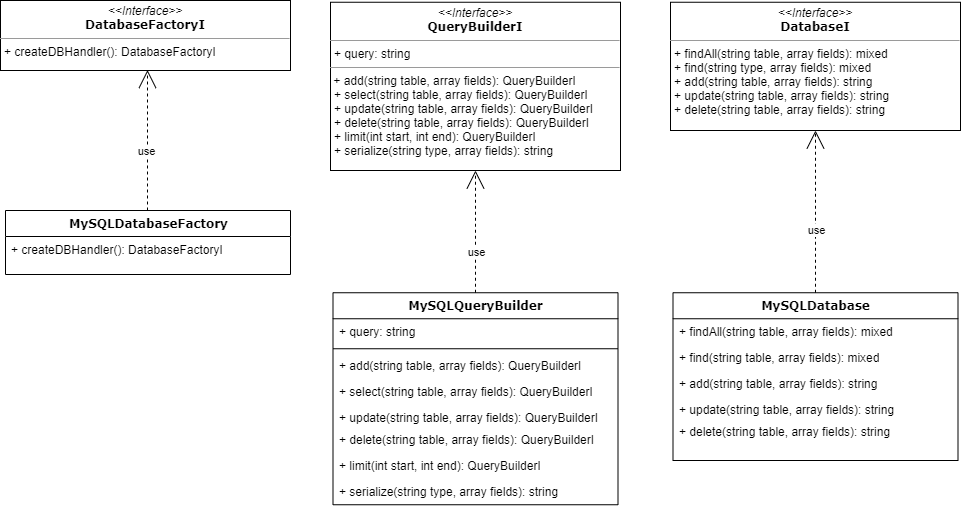 <<Interface>>
DatabaseFactoryI
+ createDBHandler(): DatabaseFactoryI
use
MySQLDatabaseFactory
+ createDBHandler(): DatabaseFactoryI
<<Interface>>
QueryBuilderI
+ query: string
+ add(string table, array fields): QueryBuilderI
+ select(string table, array fields): QueryBuilderI
+ update(string table, array fields): QueryBuilderI
+ delete(string table, array fields): QueryBuilderI
+ limit(int start, int end): QueryBuilderI
+ serialize(string type, array fields): string
use
MySQLQueryBuilder
+ query: string
+ add(string table, array fields): QueryBuilderI
+ select(string table, array fields): QueryBuilderI
+ update(string table, array fields): QueryBuilderI
+ delete(string table, array fields): QueryBuilderI
+ limit(int start, int end): QueryBuilderI
+ serialize(string type, array fields): string
<<Interface>>
DatabaseI
+ findAll(string table, array fields): mixed
+ find(string type, array fields): mixed
+ add(string table, array fields): string
+ update(string table, array fields): string
+ delete(string table, array fields): string
use
MySQLDatabase
+ findAll(string table, array fields): mixed
+ find(string table, array fields): mixed
+ add(string table, array fields): string
+ update(string table, array fields): string
+ delete(string table, array fields): string